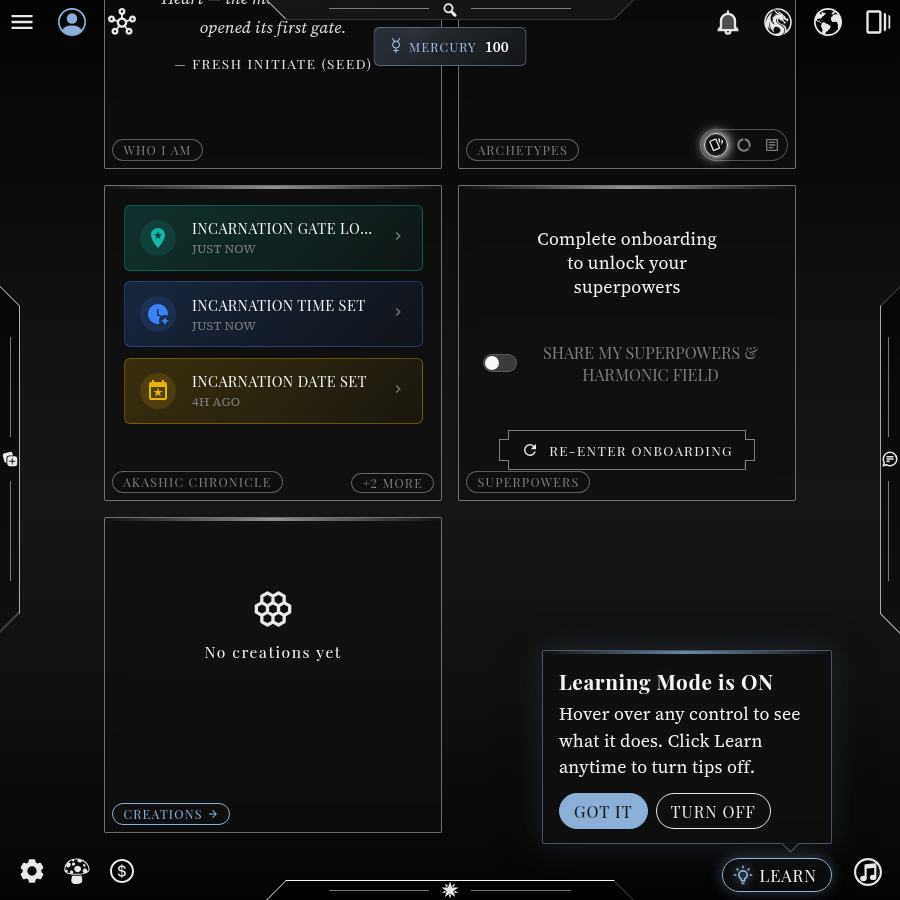 opened its first gate.
— FRESH INITIATE (SEED)
MERCURY 100
WHO I AM
ARCHETYPES
INCARNATION GATE LO...
JUST NOW
INCARNATION TIME SET
JUST NOW
INCARNATION DATE SET
4H AGO
AKASHIC CHRONICLE
+2 MORE
Complete onboarding
to unlock your
superpowers
SHARE MY SUPERPOWERS &
HARMONIC FIELD
RE-ENTER ONBOARDING
SUPERPOWERS
No creations yet
CREATIONS →
Learning Mode is ON
Hover over any control to see
what it does. Click Learn
anytime to turn tips off.
GOT IT
TURN OFF
LEARN